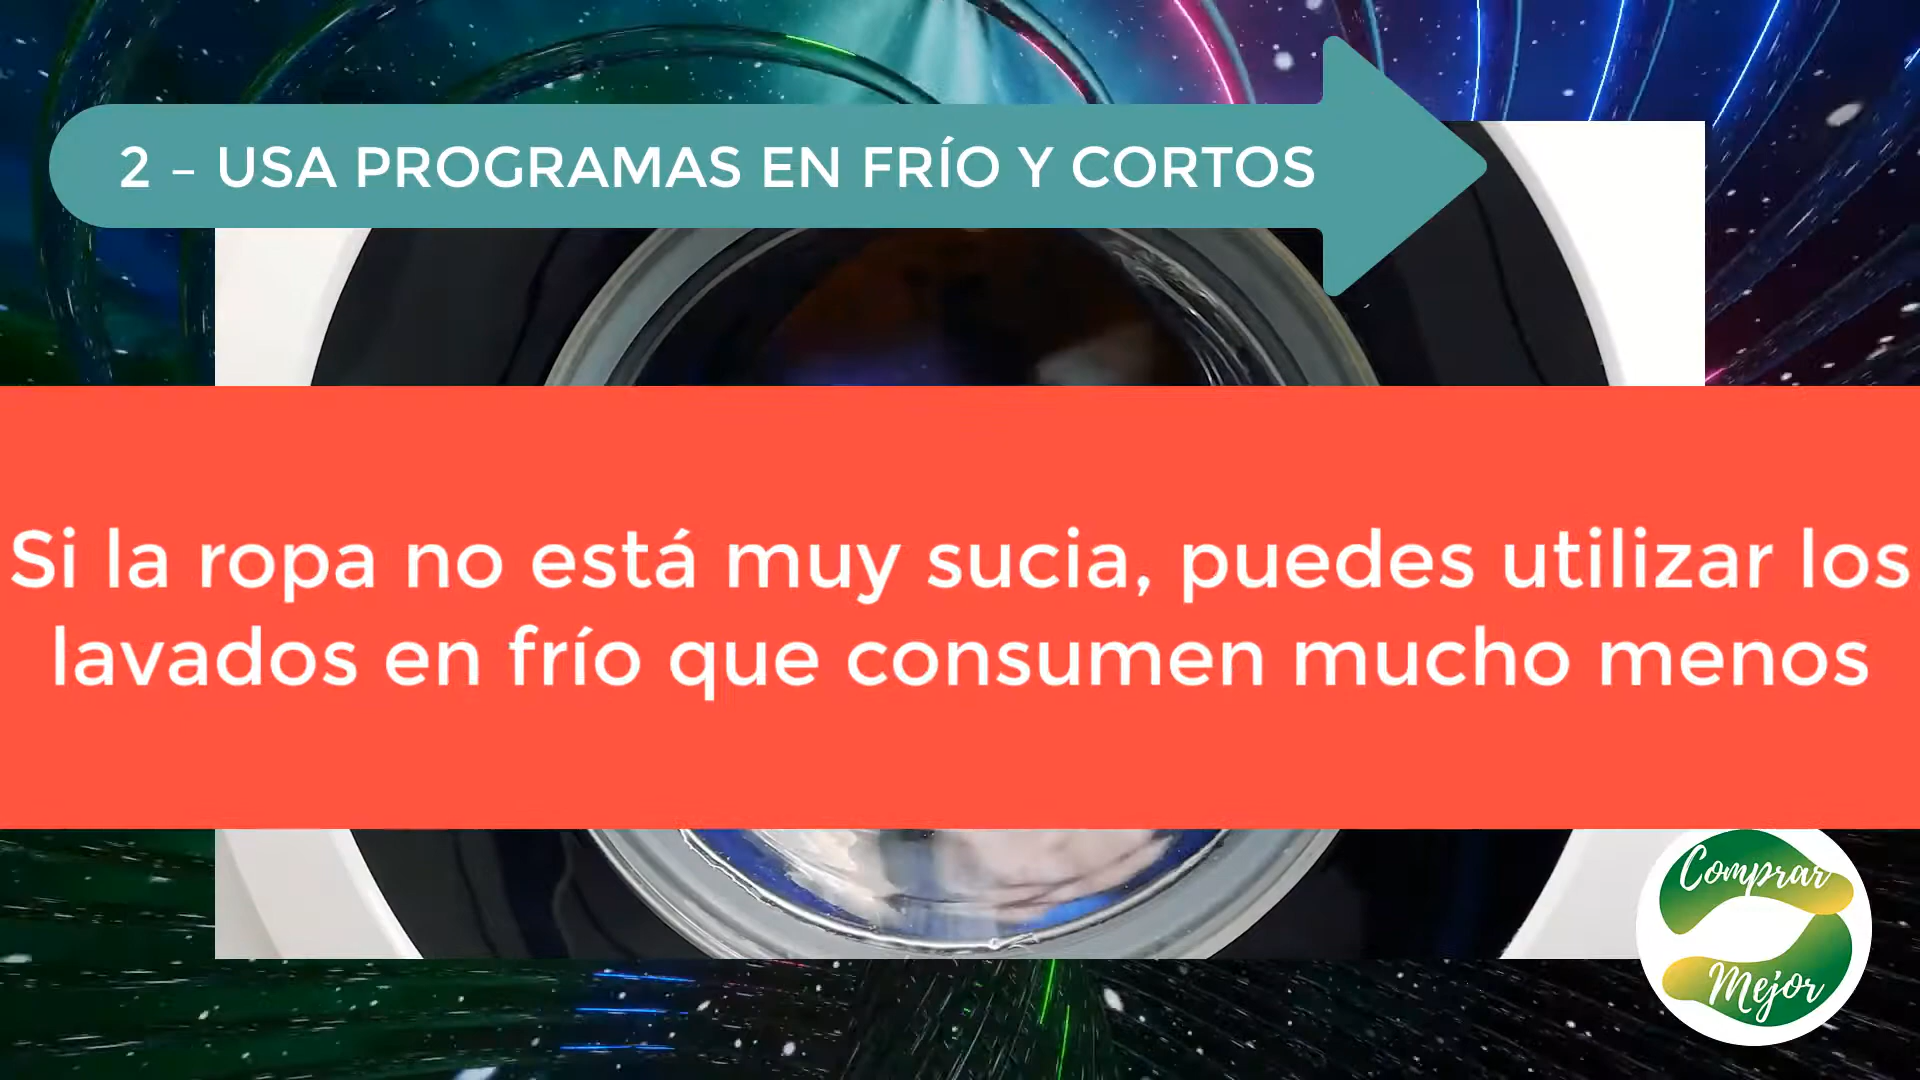 2 – USA PROGRAMAS EN FRÍO Y CORTOS
Si la ropa no está muy sucia, puedes utilizar los
lavados en frío que consumen mucho menos
Comprar
Mejor